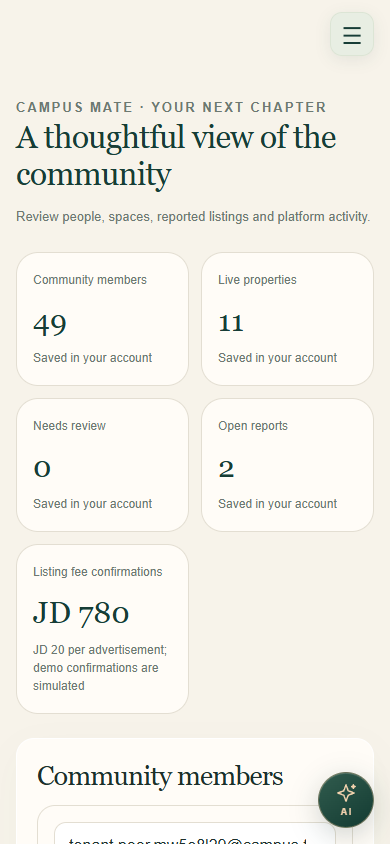 CAMPUS MATE · YOUR NEXT CHAPTER
A thoughtful view of the
community
Review people, spaces, reported listings and platform activity.
Community members
49
Saved in your account
Live properties
11
Saved in your account
Needs review
0
Saved in your account
Open reports
2
Saved in your account
Listing fee confirmations
JD 780
JD 20 per advertisement;
demo confirmations are
simulated
Community members
AI